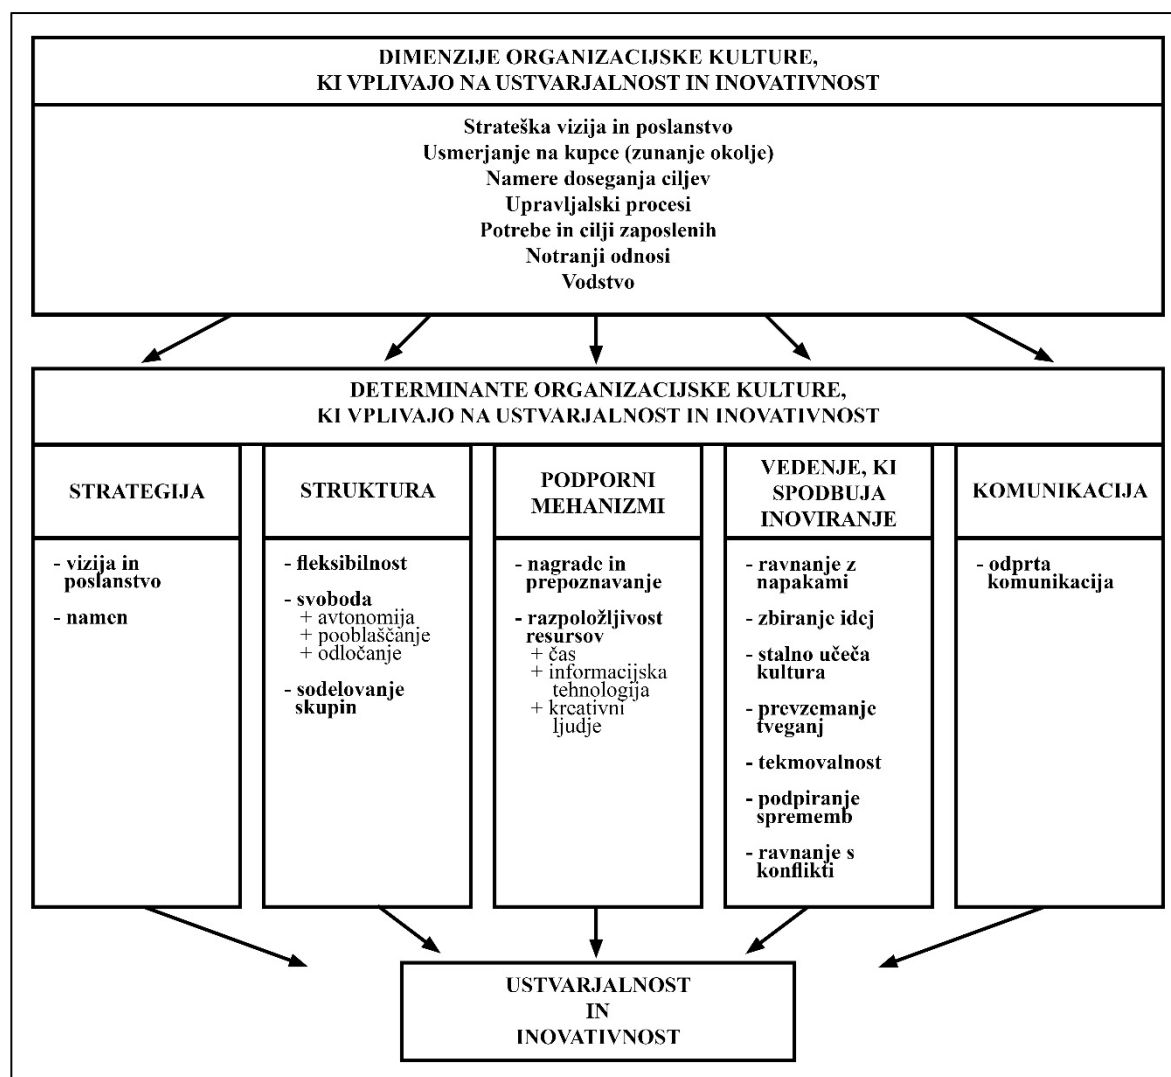 DIMENZIJE ORGANIZACIJSKE KULTURE,
KI VPLIVAJO NA USTVARJALNOST IN INOVATIVNOST
Strateška vizija in poslanstvo
Usmerjanje na kupce (zunanje okolje)
Namere doseganja ciljev
Upravljalski procesi
Potrebe in cilji zaposlenih
Notranji odnosi
Vodstvo
DETERMINANTE ORGANIZACIJSKE KULTURE,
KI VPLIVAJO NA USTVARJALNOST IN INOVATIVNOST
STRATEGIJA
- vizija in
poslanstvo
- namen
STRUKTURA
- fleksibilnost
- svoboda
+ avtonomija
+ pooblaščanje
+ odločanje
- sodelovanje
skupin
PODPORNI
MEHANIZMI
- nagrade in
prepoznavanje
- razpoložljivost
resursov
+ čas
+ informacijska
tehnologija
+ kreativni
ljudje
VEDENJE, KI
SPODBUJA
INOVIRANJE
- ravnanje z
napakami
- zbiranje idej
- stalno učeča
kultura
- prevzemanje
tveganj
- tekmovalnost
- podpiranje
sprememb
- ravnanje s
konflikti
KOMUNIKACIJA
- odprta
komunikacija
USTVARJALNOST
IN
INOVATIVNOST